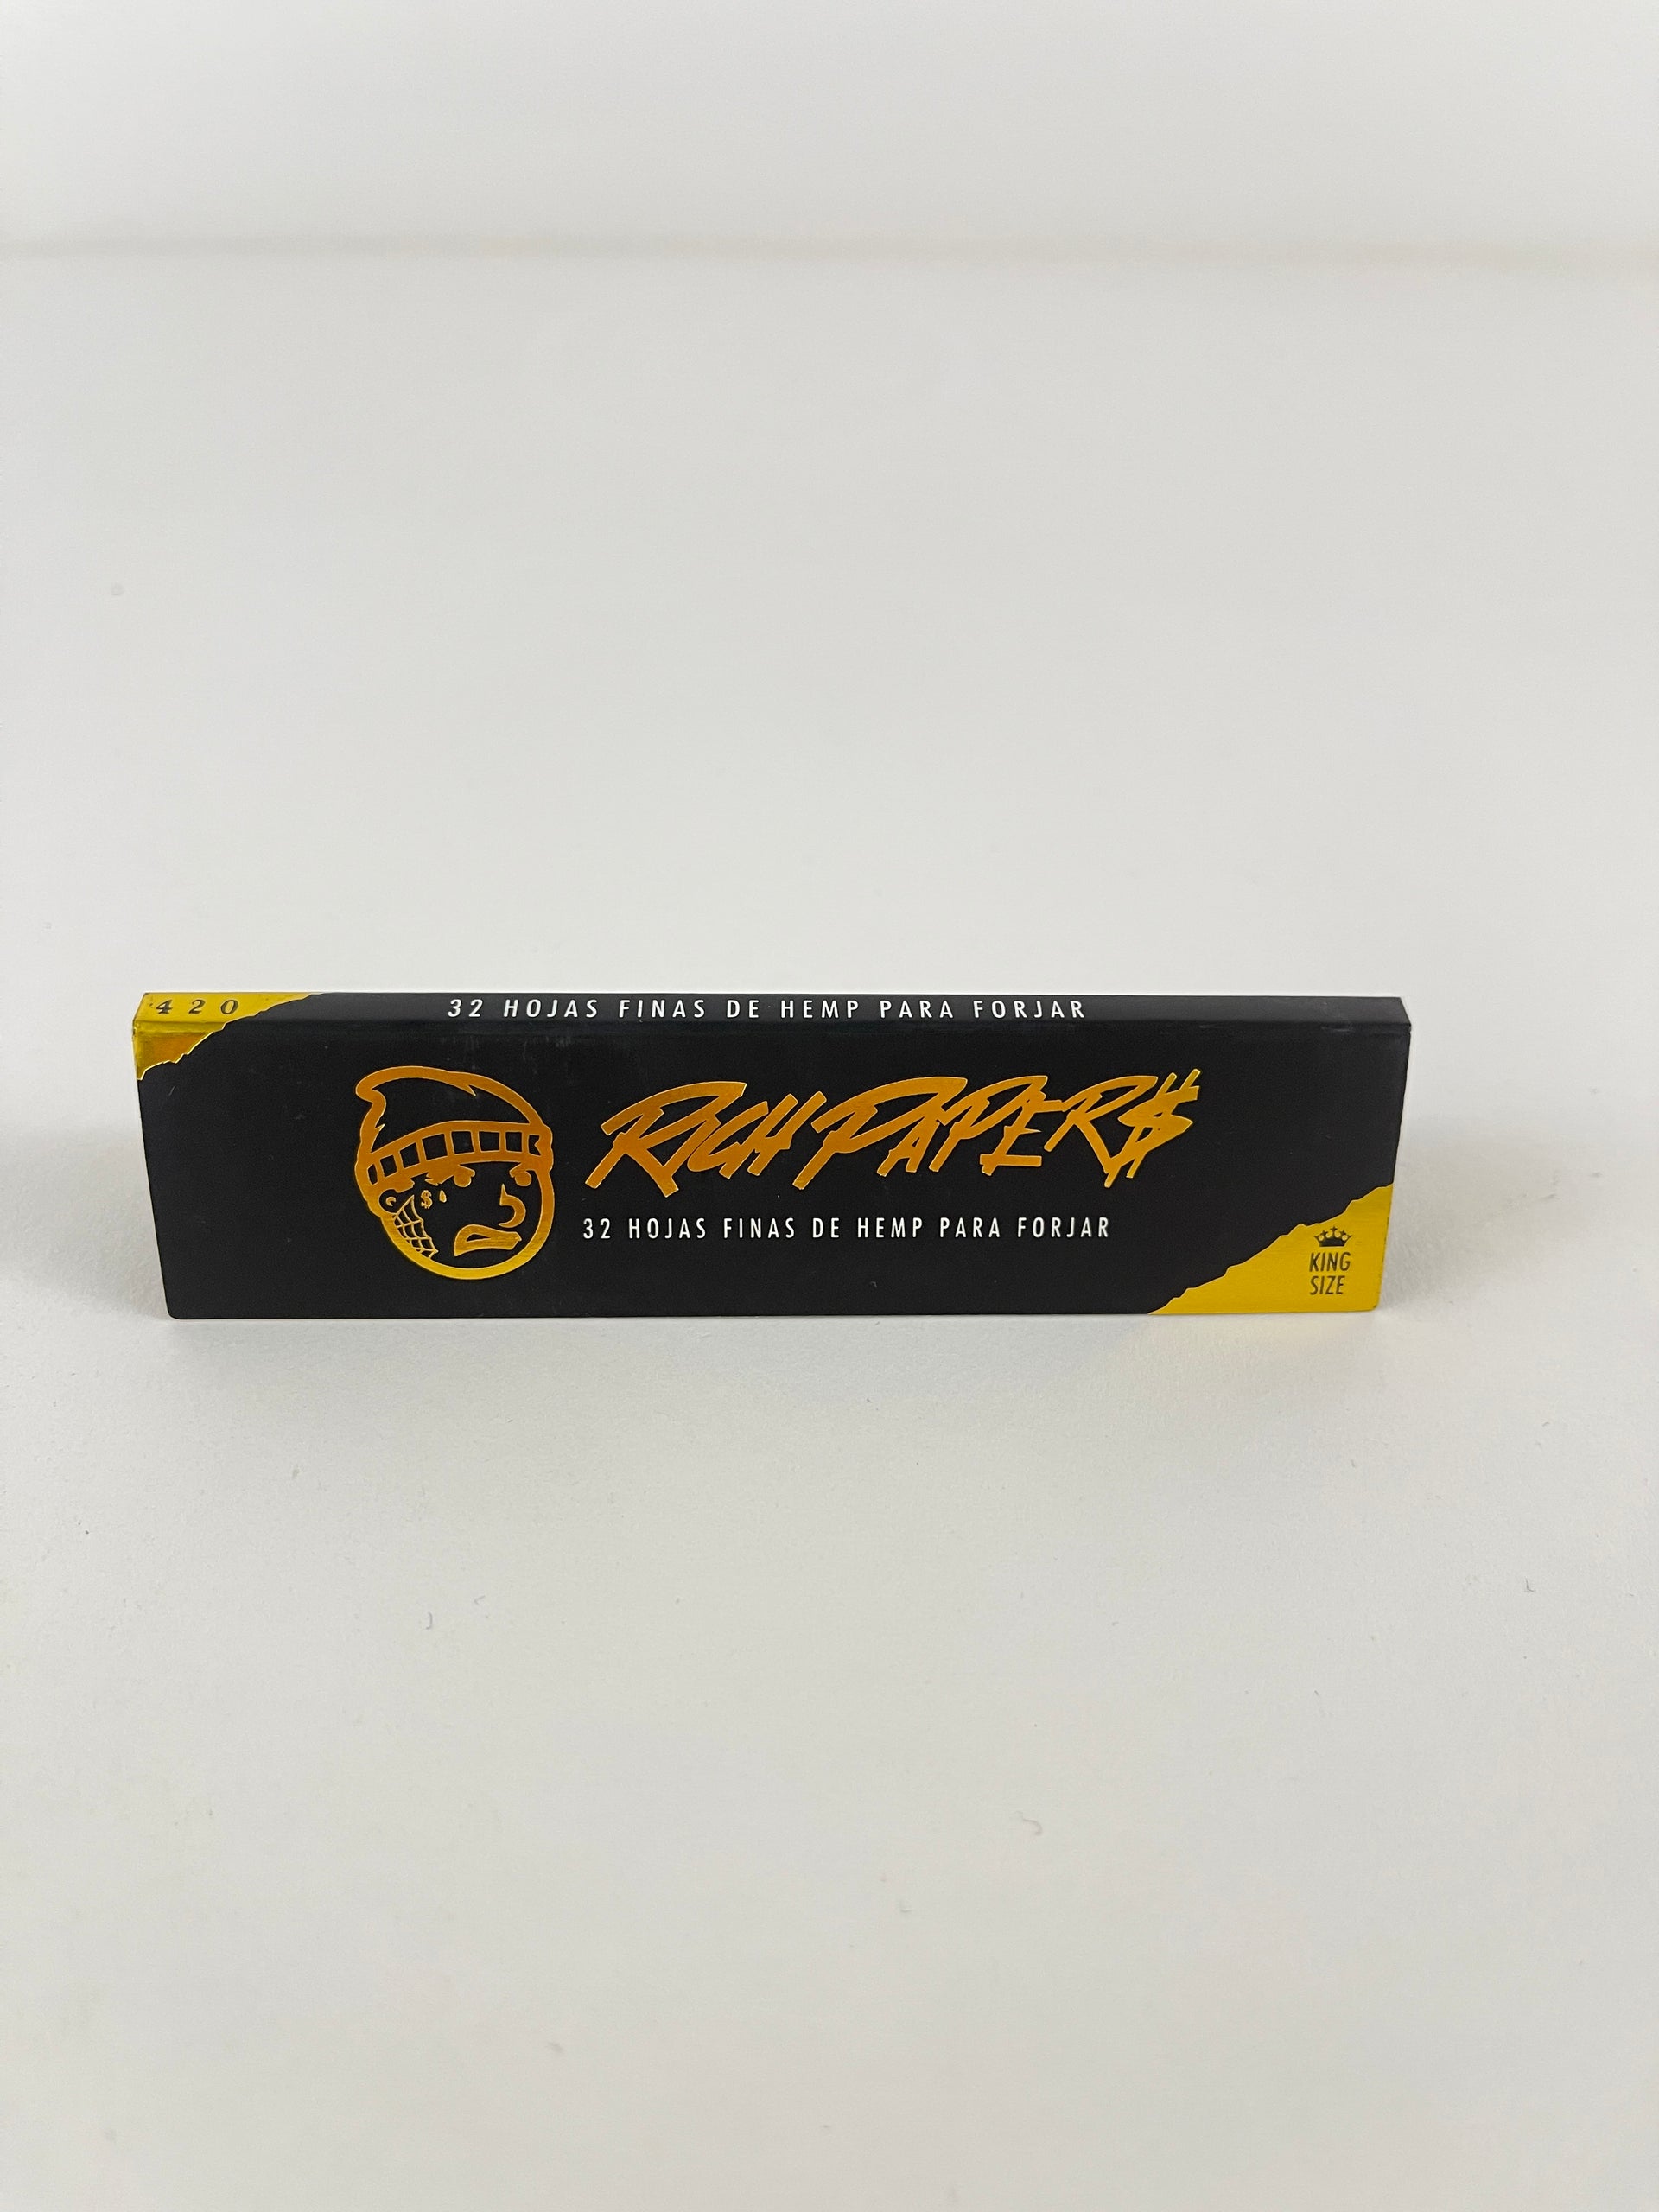 420
32 HOJAS FINAS DE HEMP PARA FORJAR
RICH PAPER$
$
32 HOJAS FINAS DE HEMP PARA FORJAR
KING
SIZE